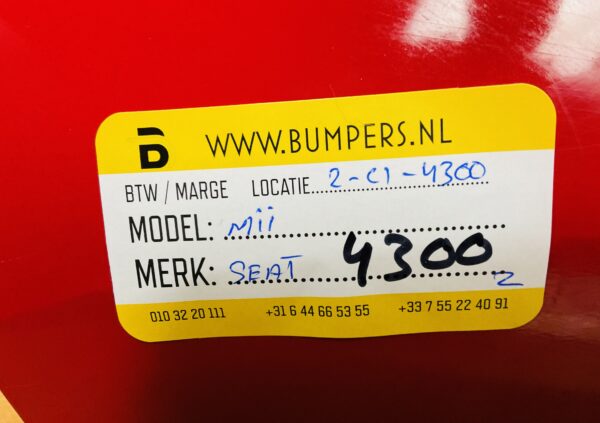 WWW.BUMPERS.NL
BTW / MARGE LOCATIE 2-C1-4300
MODEL: Mii
MERK: SEAT 4300 2
010 32 20 111 +31 6 44 66 53 55 +33 7 55 22 40 91